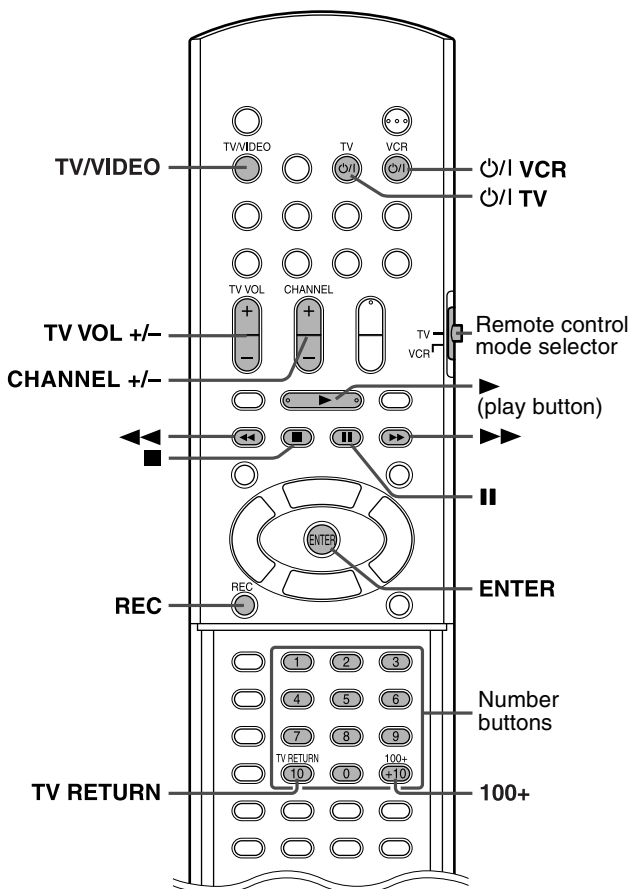 TV/VIDEO TV VCR
TV/VIDEO
⏻/I ⏻/I
⏻/I VCR
⏻/I TV
TV VOL CHANNEL
+ +
TV VOL +/–
– –
CHANNEL +/–
TV
VCR
Remote control
mode selector
►
►
(play button)
◄◄ ◄◄ ■ II ►► ►►
■
II
ENTER
ENTER
REC
REC
1 2 3
4 5 6
7 8 9
Number
buttons
TV RETURN 100+
10 0 +10
TV RETURN
100+